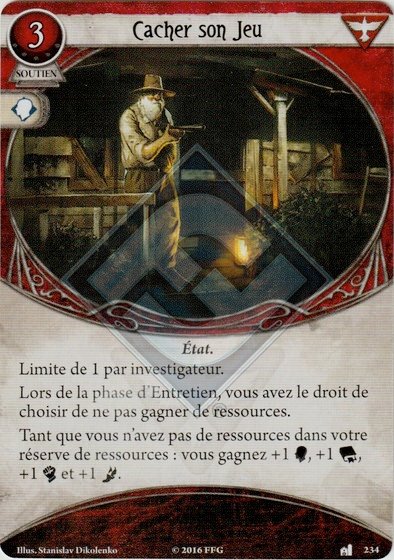 Cacher son Jeu
3
SOUTIEN
État.
Limite de 1 par investigateur.
Lors de la phase d'Entretien, vous avez le droit de
choisir de ne pas gagner de ressources.
Tant que vous n'avez pas de ressources dans votre
réserve de ressources : vous gagnez +1 , +1 ,
+1 et +1 .
Illus. Stanislav Dikolenko
© 2016 FFG
234